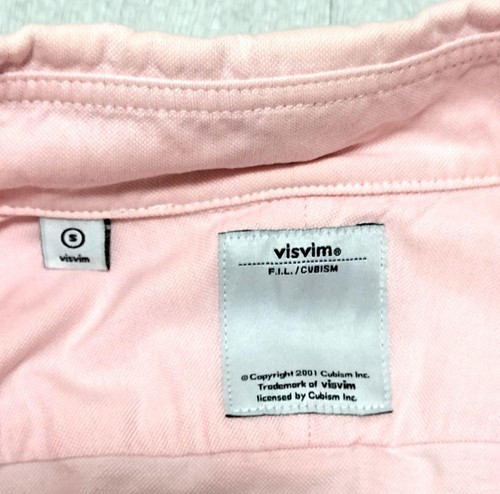 S
visvim
visvim®
F.I.L./CUBISM
© Copyright 2001 Cubism Inc.
Trademark of visvim
licensed by Cubism Inc.